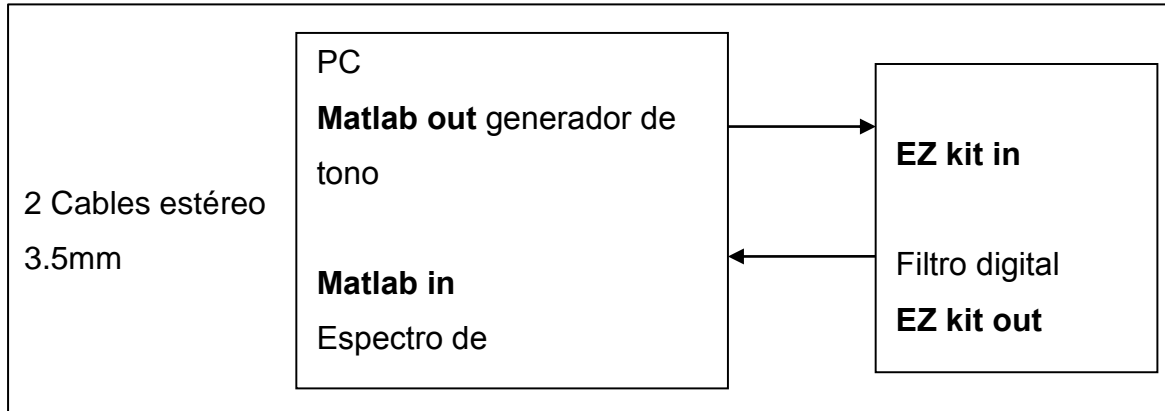 2 Cables estéreo
3.5mm
PC
Matlab out generador de
tono
Matlab in
Espectro de
EZ kit in
Filtro digital
EZ kit out